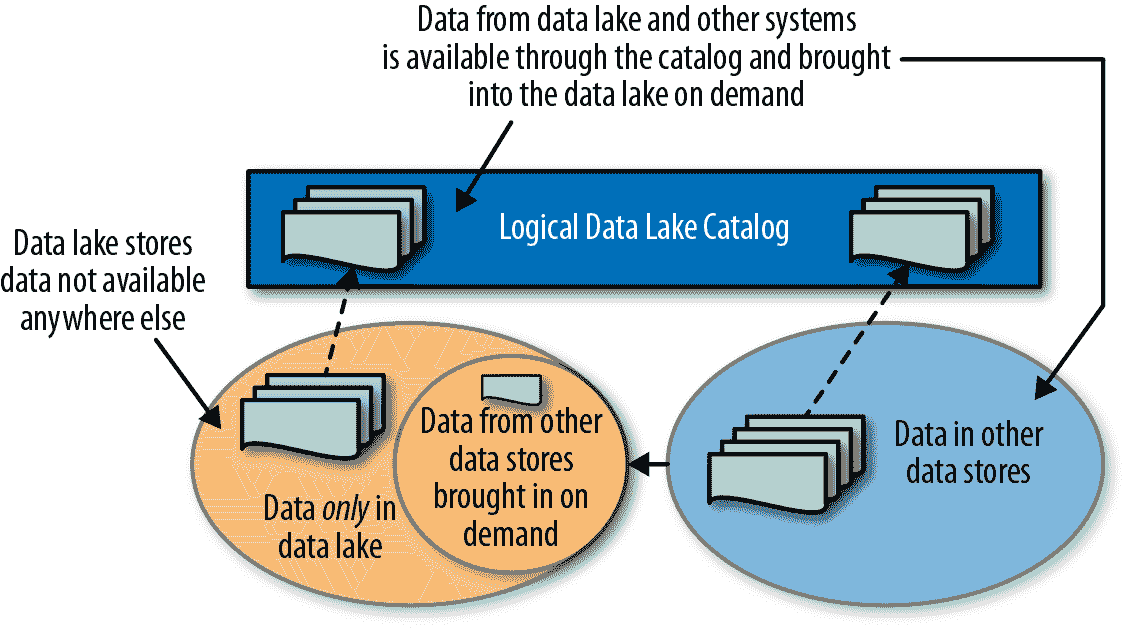 Data from data lake and other systems
is available through the catalog and brought
into the data lake on demand
Logical Data Lake Catalog
Data lake stores
data not available
anywhere else
Data only in
data lake
Data from other
data stores
brought in on
demand
Data in other
data stores